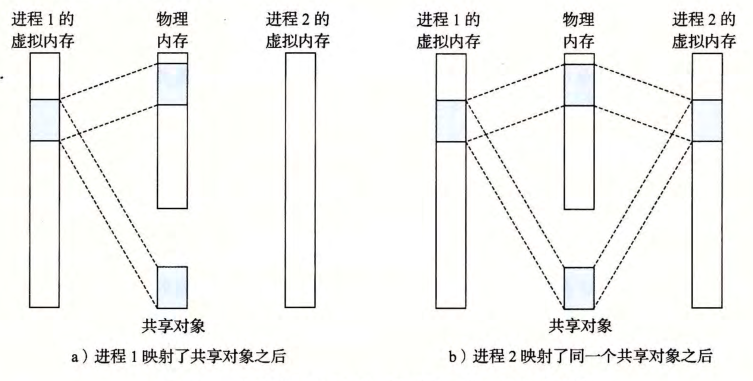 进程 1 的
虚拟内存
物理
内存
进程 2 的
虚拟内存
共享对象
a）进程 1 映射了共享对象之后
进程 1 的
虚拟内存
物理
内存
进程 2 的
虚拟内存
共享对象
b）进程 2 映射了同一个共享对象之后